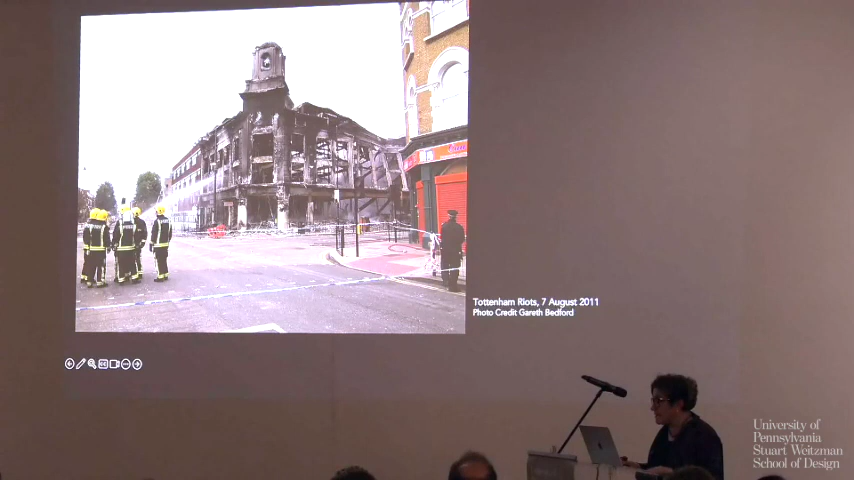 Tottenham Riots, 7 August 2011
Photo Credit Gareth Bedford
University of
Pennsylvania
Stuart Weitzman
School of Design